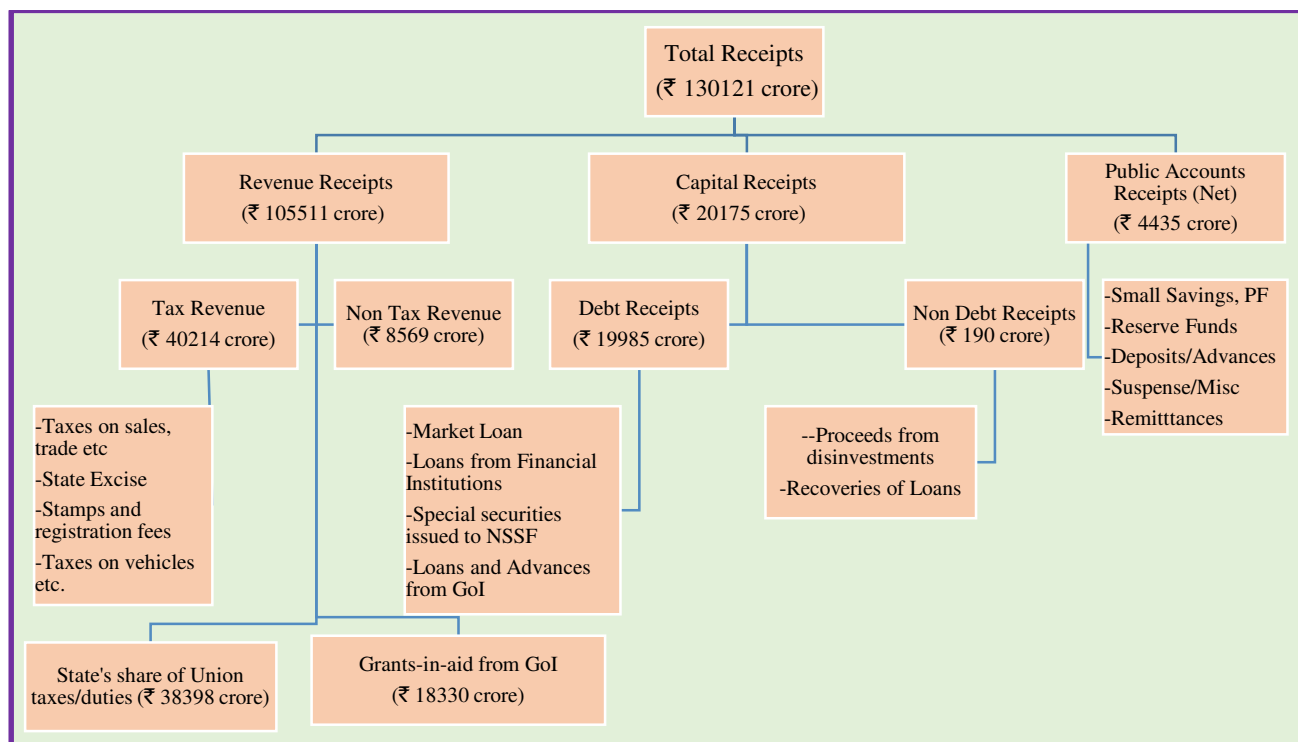 Total Receipts
(₹ 130121 crore)
Revenue Receipts
(₹ 105511 crore)
Capital Receipts
(₹ 20175 crore)
Public Accounts
Receipts (Net)
(₹ 4435 crore)
Tax Revenue
(₹ 40214 crore)
Non Tax Revenue
(₹ 8569 crore)
Debt Receipts
(₹ 19985 crore)
Non Debt Receipts
(₹ 190 crore)
-Small Savings, PF
-Reserve Funds
-Deposits/Advances
-Suspense/Misc
-Remitttances
-Taxes on sales,
trade etc
-State Excise
-Stamps and
registration fees
-Taxes on vehicles
etc.
-Market Loan
-Loans from Financial
Institutions
-Special securities
issued to NSSF
-Loans and Advances
from GoI
--Proceeds from
disinvestments
-Recoveries of Loans
State's share of Union
taxes/duties (₹ 38398 crore)
Grants-in-aid from GoI
(₹ 18330 crore)